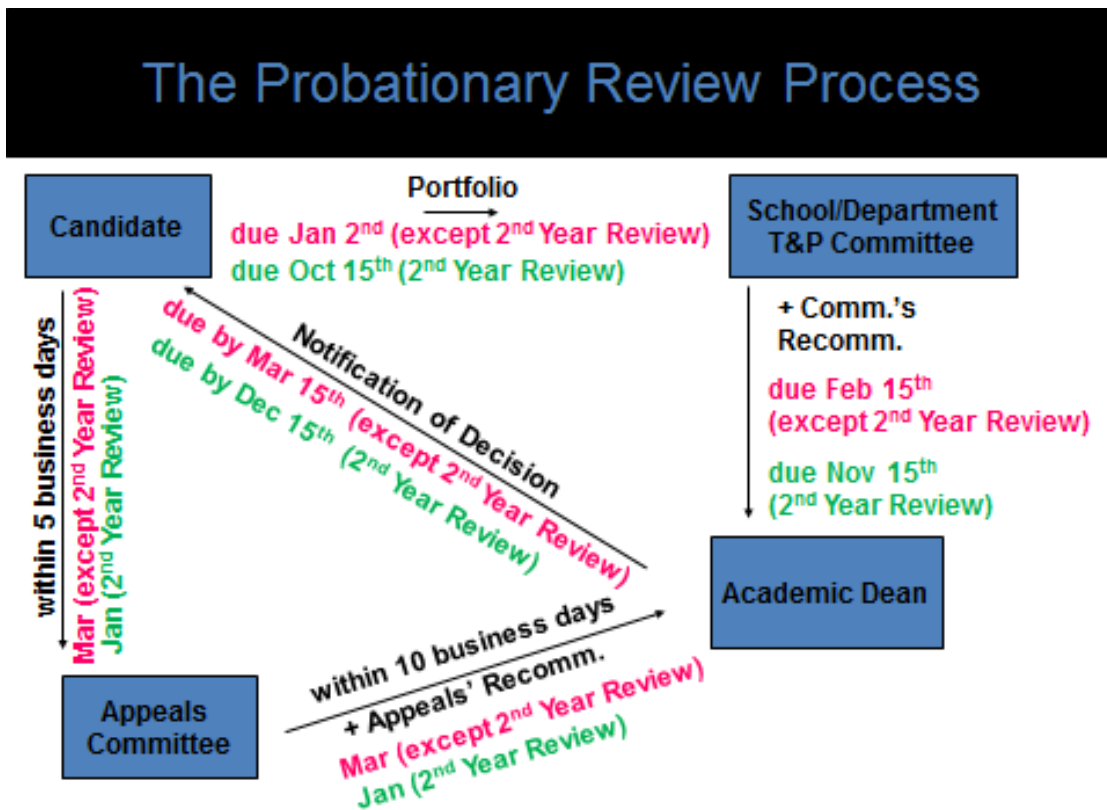 The Probationary Review Process
Candidate
Portfolio
due Jan 2nd (except 2nd Year Review)
due Oct 15th (2nd Year Review)
School/Department
T&P Committee
+ Comm.'s
Recomm.
due Feb 15th
(except 2nd Year Review)
due Nov 15th
(2nd Year Review)
Academic Dean
Notification of Decision
due by Mar 15th (except 2nd Year Review)
due by Dec 15th (2nd Year Review)
within 5 business days
Mar (except 2nd Year Review)
Jan (2nd Year Review)
Appeals
Committee
within 10 business days
+ Appeals' Recomm.
Mar (except 2nd Year Review)
Jan (2nd Year Review)